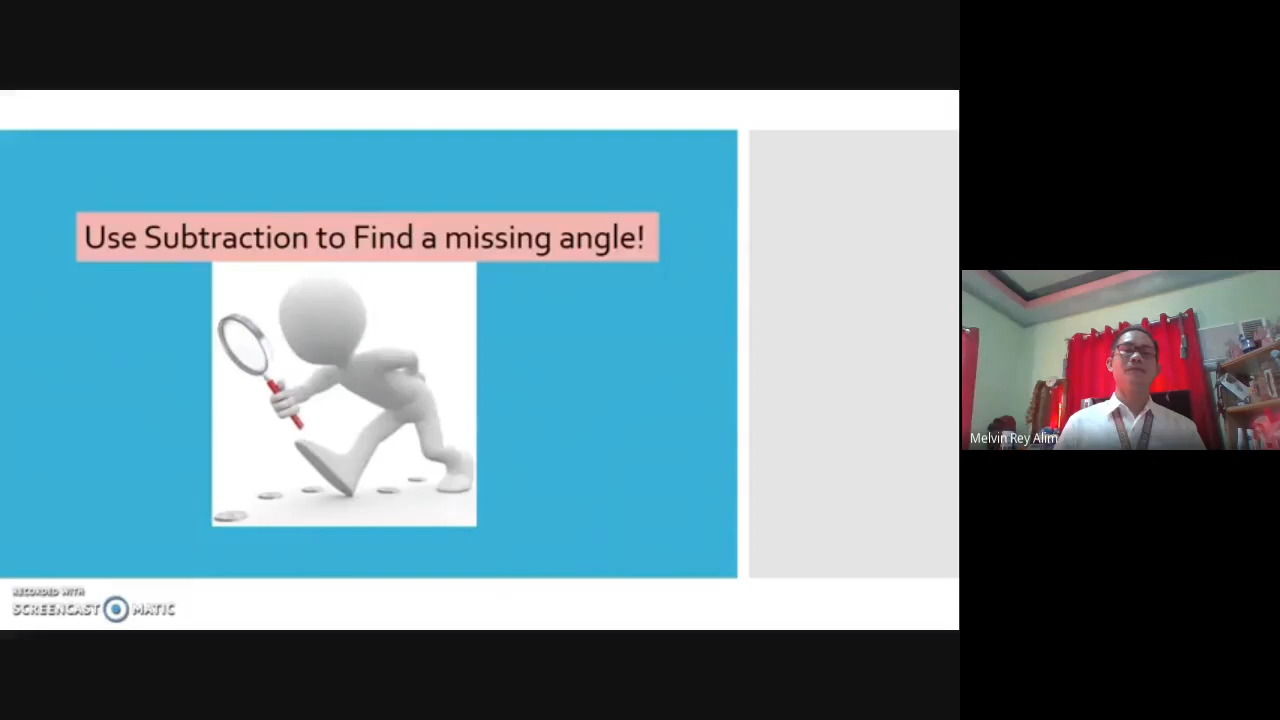 Use Subtraction to Find a missing angle!
RECORDED WITH
SCREENCAST MATIC
Melvin Rey Alim